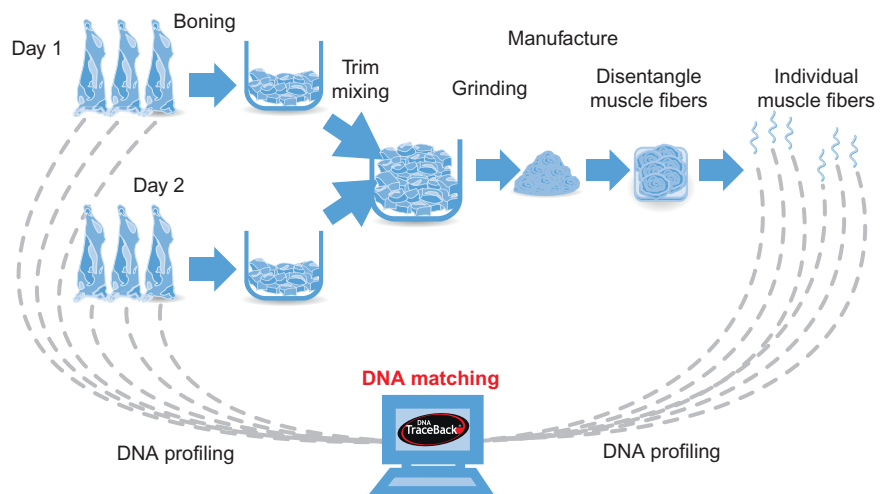 Day 1
Boning
Trim
mixing
Manufacture
Grinding
Disentangle
muscle fibers
Individual
muscle fibers
Day 2
DNA matching
DNA
TraceBack®
DNA profiling
DNA profiling